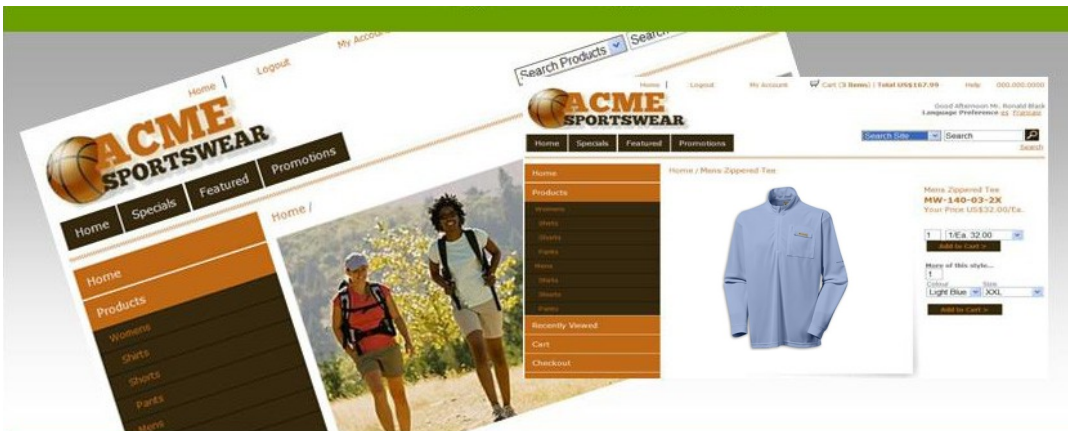 My Account
Home |
Logout
Search Products
Search
ACME
SPORTSWEAR
Home
Specials
Featured
Promotions
Home /
Home
Products
Womens
Shirts
Shorts
Pants
Mens
Home |
Logout
My Account
Cart (3 Items) | Total US$167.99
Help
000.000.0000
Good Afternoon Mr. Ronald Black
Language Preference es Français
ACME
SPORTSWEAR
Search Site
Search
Search
Home
Specials
Featured
Promotions
Home
Products
Womens
Shirts
Shorts
Pants
Mens
Shirts
Shorts
Pants
Recently Viewed
Cart
Checkout
Home / Mens Zippered Tee
Mens Zippered Tee
MW-140-03-2X
Your Price US$32.00/Ea.
1 1/Ea. 32.00
Add to Cart >
More of this style...
1
Colour Size
Light Blue XXL
Add to Cart >